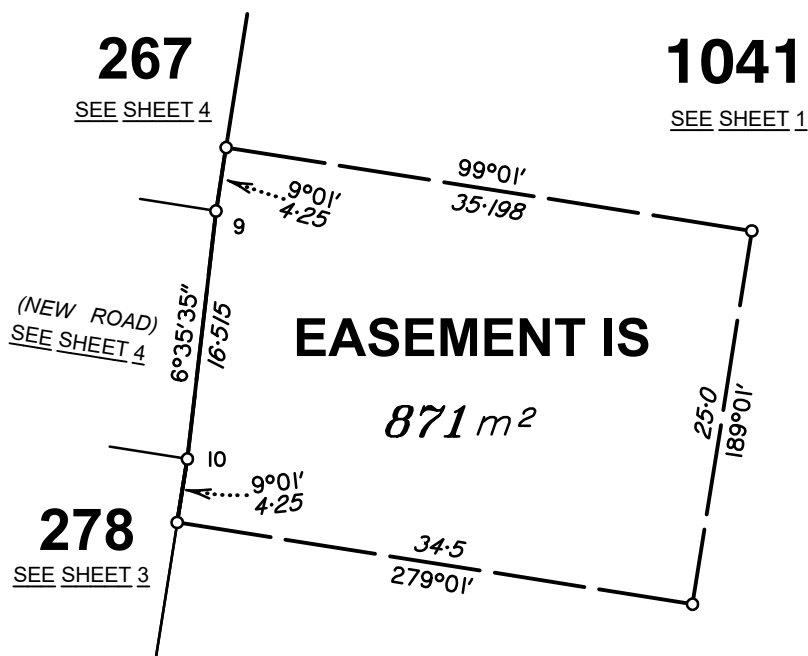 267
SEE SHEET 4
1041
SEE SHEET 1
99°01'
35·198
9°01'
4·25
9
(NEW ROAD)
SEE SHEET 4
6°35'35"
16·515
EASEMENT IS
871 m²
25·0
189°01'
10
9°01'
4·25
278
SEE SHEET 3
34·5
279°01'